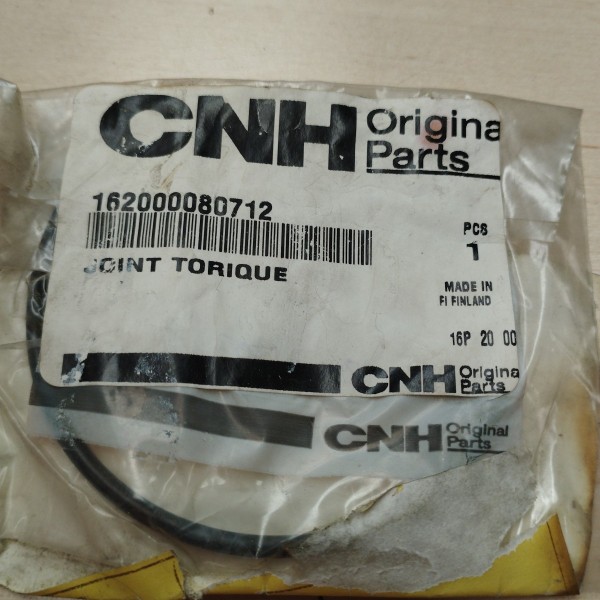 CNH Origina
Parts
162000080712
PCS
1
JOINT TORIQUE
MADE IN
FI FINLAND
16P 20 00
CNH Origina
Parts
CNH Original
Parts